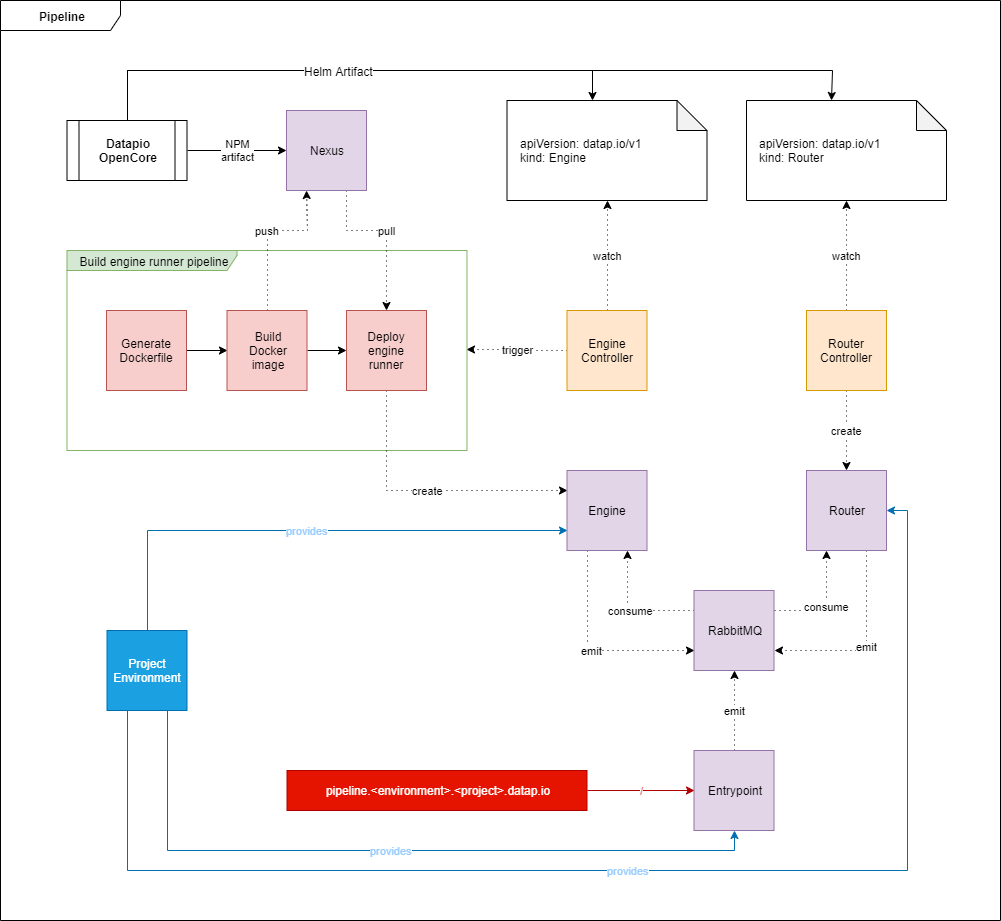 Pipeline
Helm Artifact
Datapio
OpenCore
NPM
artifact
Nexus
apiVersion: datap.io/v1
kind: Engine
apiVersion: datap.io/v1
kind: Router
push
pull
watch
watch
Build engine runner pipeline
Generate
Dockerfile
Build
Docker
image
Deploy
engine
runner
trigger
Engine
Controller
Router
Controller
create
create
Engine
Router
provides
consume
consume
RabbitMQ
emit
emit
Project
Environment
emit
pipeline.<environment>.<project>.datap.io
/
Entrypoint
provides
provides